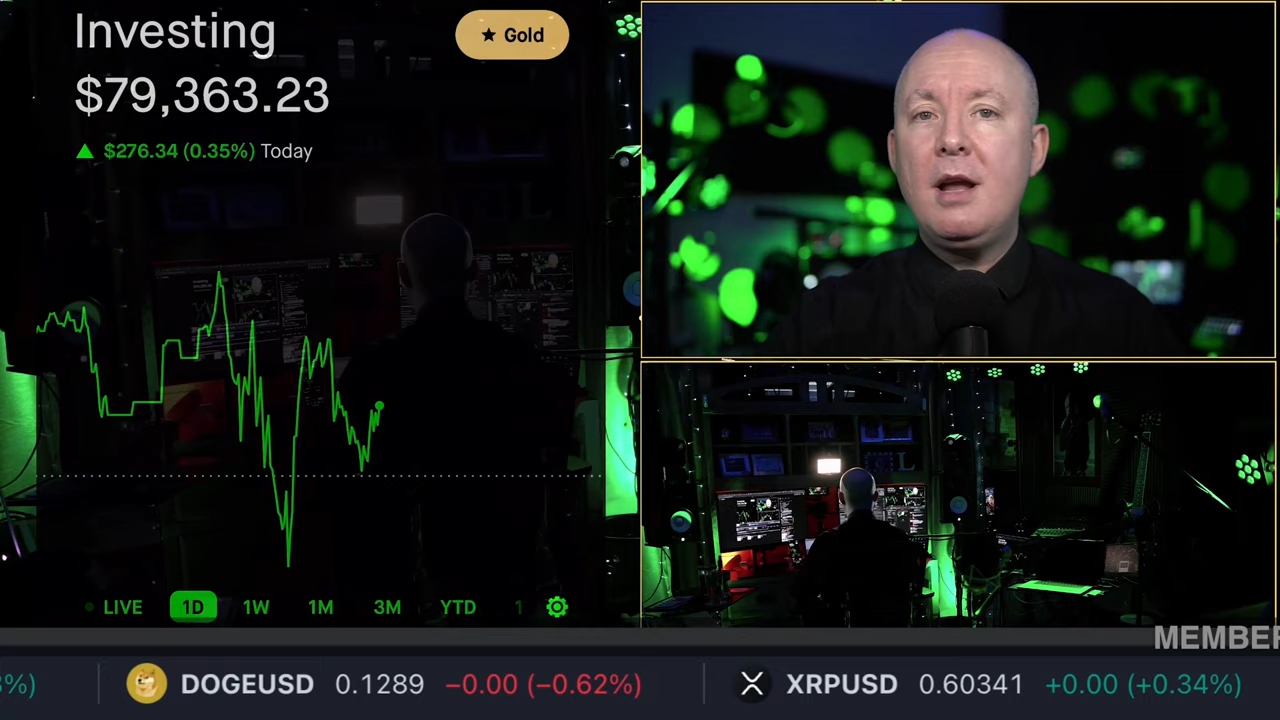 Investing
★ Gold
$79,363.23
▲ $276.34 (0.35%) Today
LIVE 1D 1W 1M 3M YTD 1
L
MEMBER
%) DOGEUSD 0.1289 −0.00 (−0.62%) XRPUSD 0.60341 +0.00 (+0.34%)